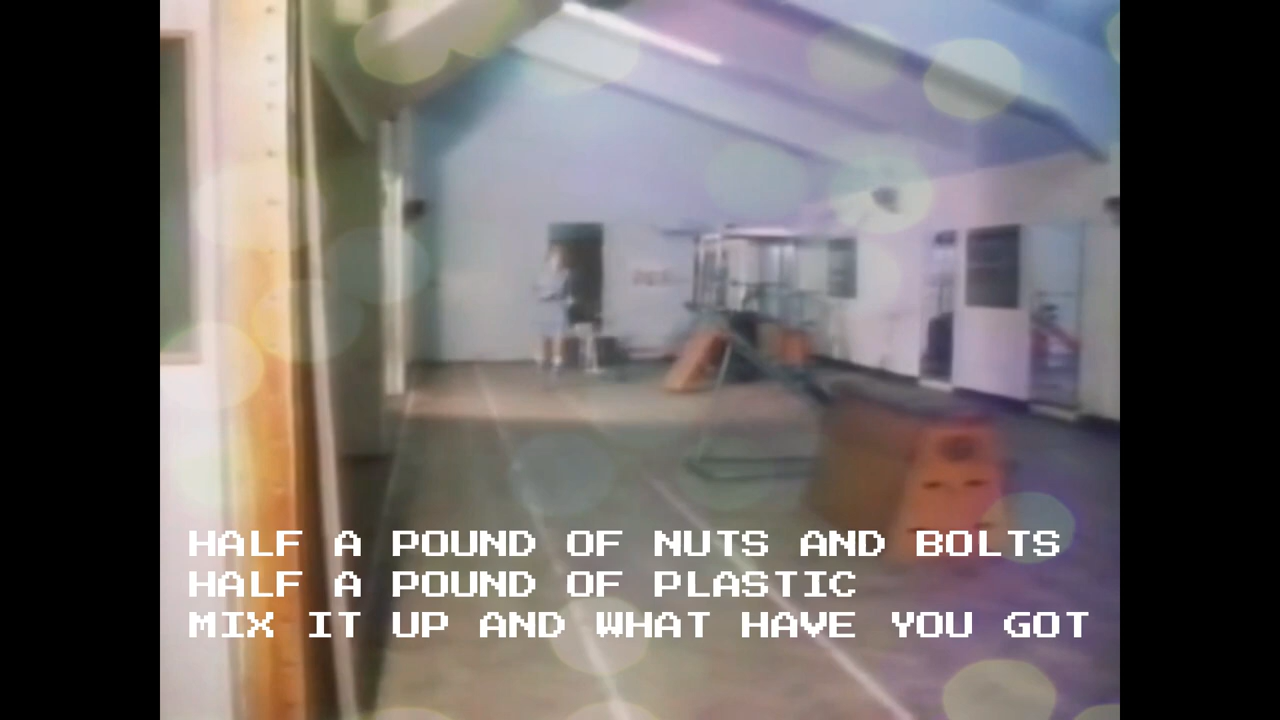 HALF A POUND OF NUTS AND BOLTS
HALF A POUND OF PLASTIC
MIX IT UP AND WHAT HAVE YOU GOT